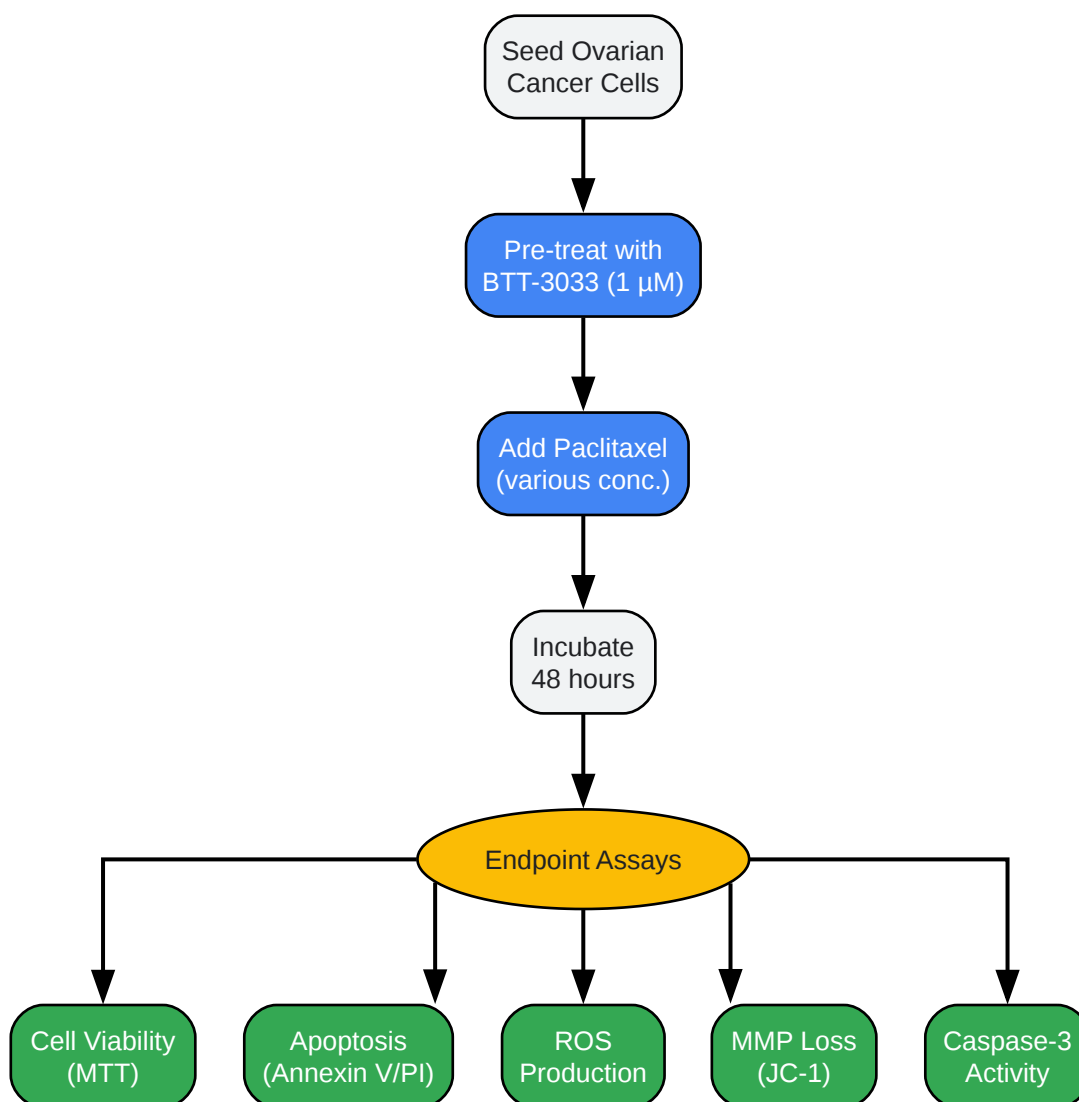 Seed Ovarian
Cancer Cells
Pre-treat with
BTT-3033 (1 µM)
Add Paclitaxel
(various conc.)
Incubate
48 hours
Endpoint Assays
Cell Viability
(MTT)
Apoptosis
(Annexin V/PI)
ROS
Production
MMP Loss
(JC-1)
Caspase-3
Activity